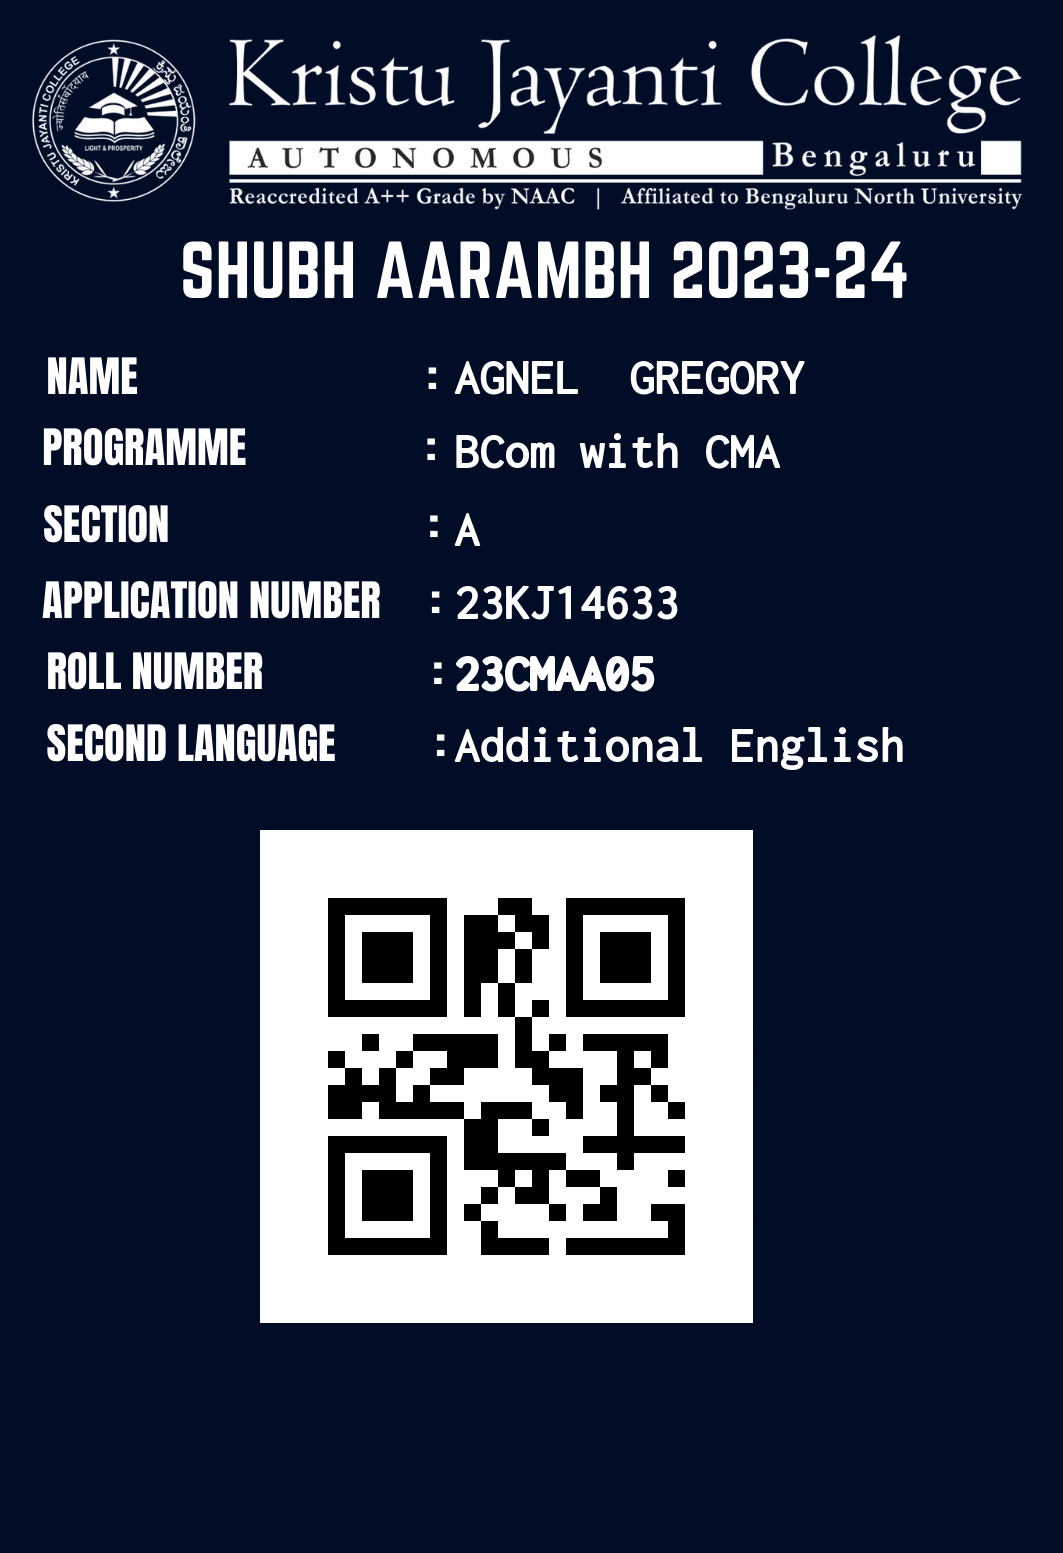 KRISTU JAYANTI COLLEGE
ಕ್ರಿಸ್ತು ಜಯಂತಿ ಕಾಲೇಜು
LIGHT & PROSPERITY
Kristu Jayanti College
AUTONOMOUS Bengaluru
Reaccredited A++ Grade by NAAC | Affiliated to Bengaluru North University
SHUBH AARAMBH 2023-24
NAME : AGNEL GREGORY
PROGRAMME : BCom with CMA
SECTION : A
APPLICATION NUMBER : 23KJ14633
ROLL NUMBER : 23CMAA05
SECOND LANGUAGE : Additional English